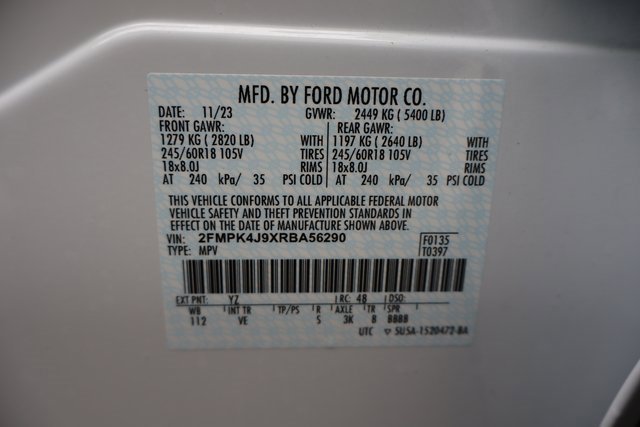 MFD. BY FORD MOTOR CO.
DATE: 11/23 GVWR: 2449 KG ( 5400 LB)
FRONT GAWR: REAR GAWR:
1279 KG ( 2820 LB) WITH 1197 KG ( 2640 LB) WITH
245/60R18 105V TIRES 245/60R18 105V TIRES
18x8.0J RIMS 18x8.0J RIMS
AT 240 kPa/ 35 PSI COLD AT 240 kPa/ 35 PSI COLD
THIS VEHICLE CONFORMS TO ALL APPLICABLE FEDERAL MOTOR
VEHICLE SAFETY AND THEFT PREVENTION STANDARDS IN
EFFECT ON THE DATE OF MANUFACTURE SHOWN ABOVE.
VIN: 2FMPK4J9XRBA56290 F0135
TYPE: MPV T0397
EXT PNT: YZ RC: 48 DSO:
WB INT TR TP/PS R AXLE TR SPR
112 VE 5 3K 8 BBBB
UTC ▽ 5U5A-1520472-BA